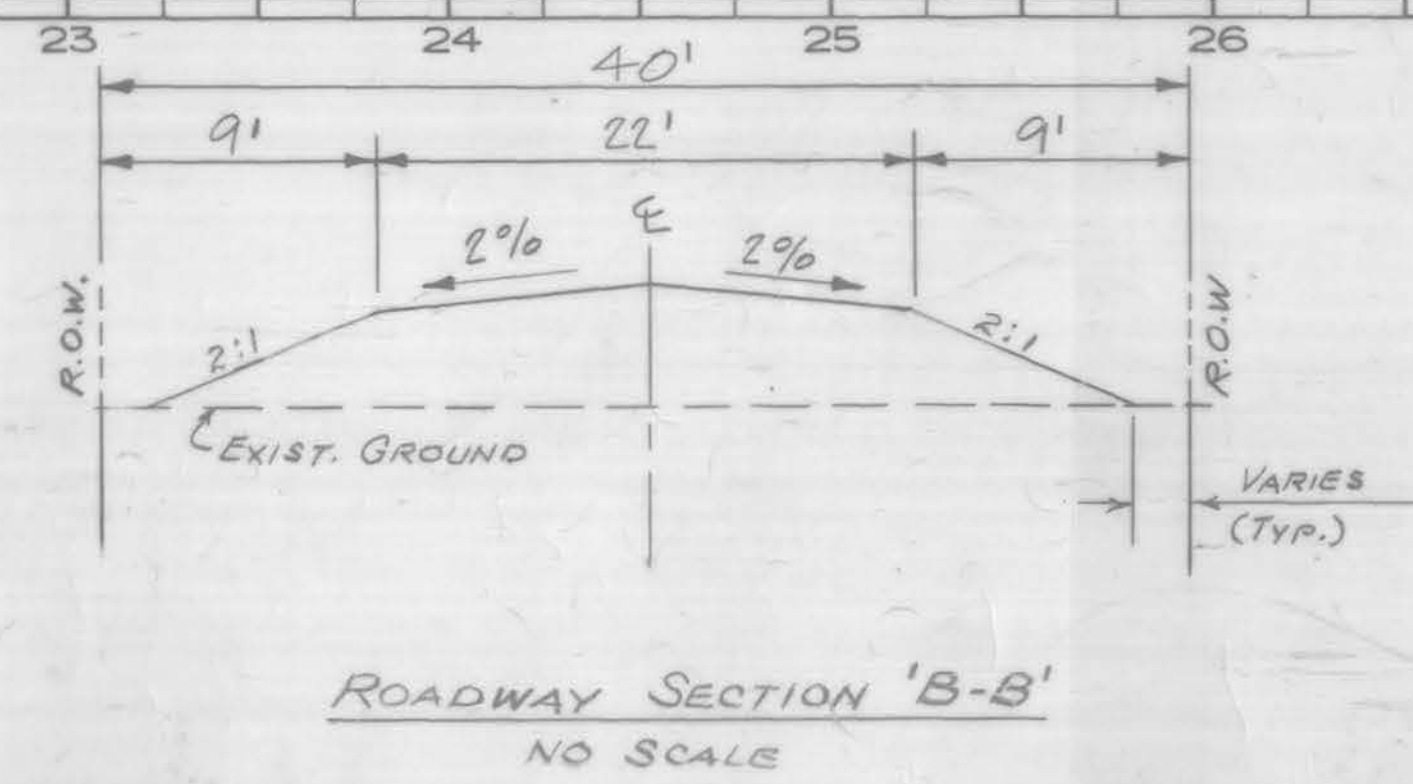 23 24 25 26
40'
9' 22' 9'
℄
2% 2%
R.O.W.
2:1
2:1
R.O.W
EXIST. GROUND
VARIES
(TYP.)
ROADWAY SECTION 'B-B'
NO SCALE